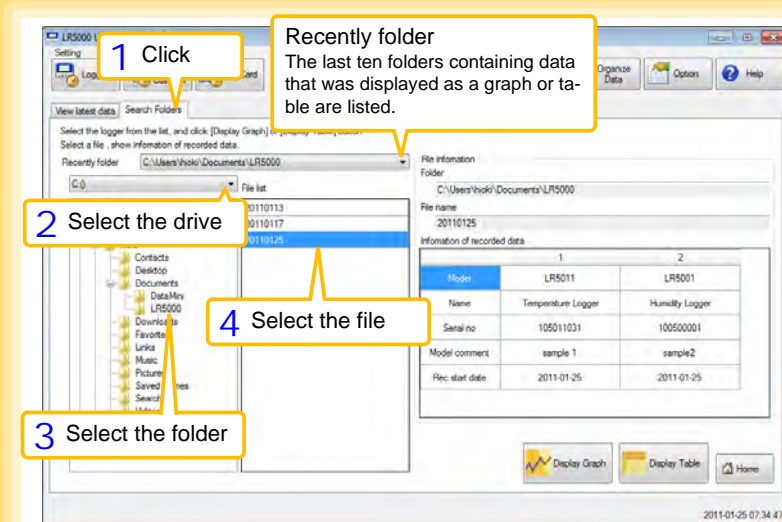 LR5000
Setting
1 Click
Recently folder
The last ten folders containing data
that was displayed as a graph or ta-
ble are listed.
Organize
Data
Option
Help
View latest data
Search Folders
Select the logger from the list, and click [Display Graph] or [Display Table] button.
Select a file , show infomation of recorded data.
Recently folder
C:\Users\hioki\Documents\LR5000
File infomation
Folder
C:\Users\hioki\Documents\LR5000
C:()
File list
2 Select the drive
20110113
20110117
20110125
File name
20110125
Infomation of recorded data
1 2
Model LR5011 LR5001
Name Temperature Logger Humidity Logger
Serial no 105011031 100500001
Model comment sample 1 sample2
Rec start date 2011-01-25 2011-01-25
Contacts
Desktop
Documents
DataMini
LR5000
Downloads
Favorite
Links
Music
Picture
Saved
Search
4 Select the file
3 Select the folder
Display Graph
Display Table
Home
2011-01-25 07:34:47